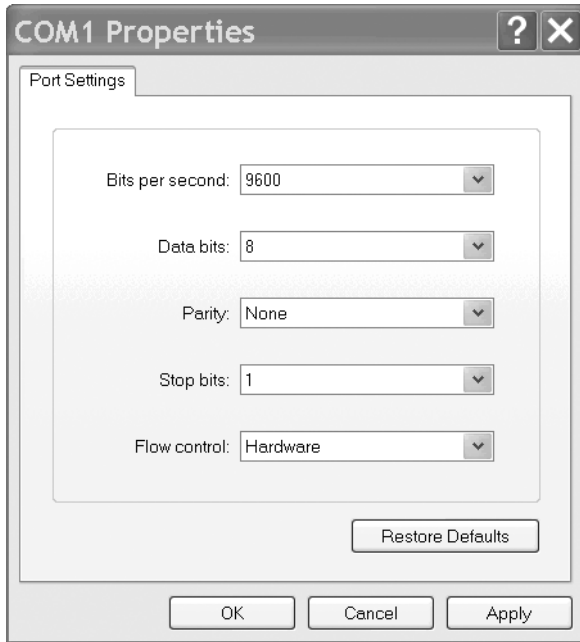 COM1 Properties
Port Settings
Bits per second: 9600
Data bits: 8
Parity: None
Stop bits: 1
Flow control: Hardware
Restore Defaults
OK Cancel Apply